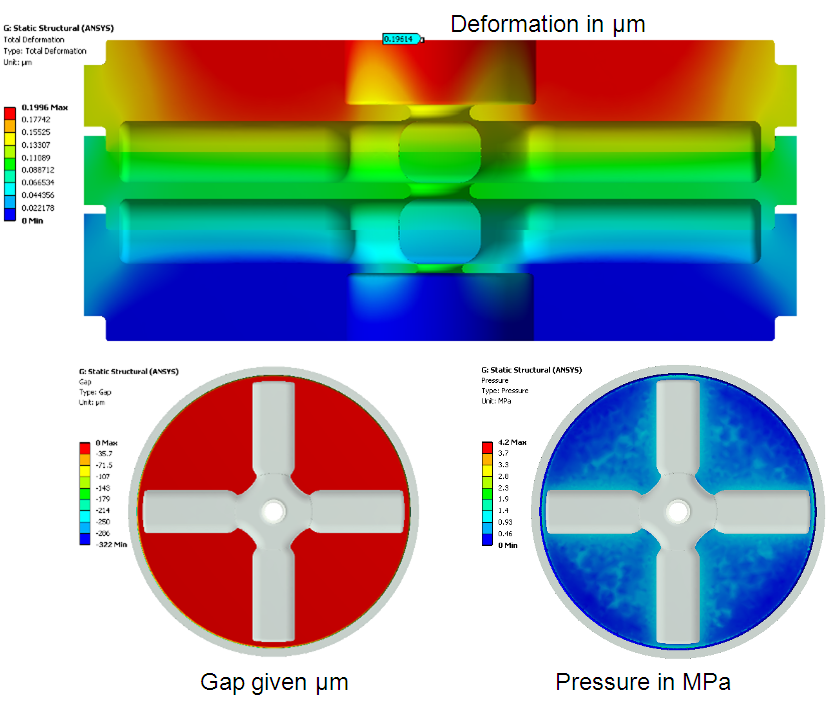 Deformation in µm
G: Static Structural (ANSYS)
Total Deformation
Type: Total Deformation
Unit: µm
0.19614
0.1996 Max
0.17742
0.15525
0.13307
0.11089
0.088712
0.066534
0.044356
0.022178
0 Min
G: Static Structural (ANSYS)
Gap
Type: Gap
Unit: µm
0 Max
-35.7
-71.5
-107
-143
-179
-214
-250
-286
-322 Min
Gap given µm
G: Static Structural (ANSYS)
Pressure
Type: Pressure
Unit: MPa
4.2 Max
3.7
3.3
2.8
2.3
1.9
1.4
0.93
0.46
0 Min
Pressure in MPa